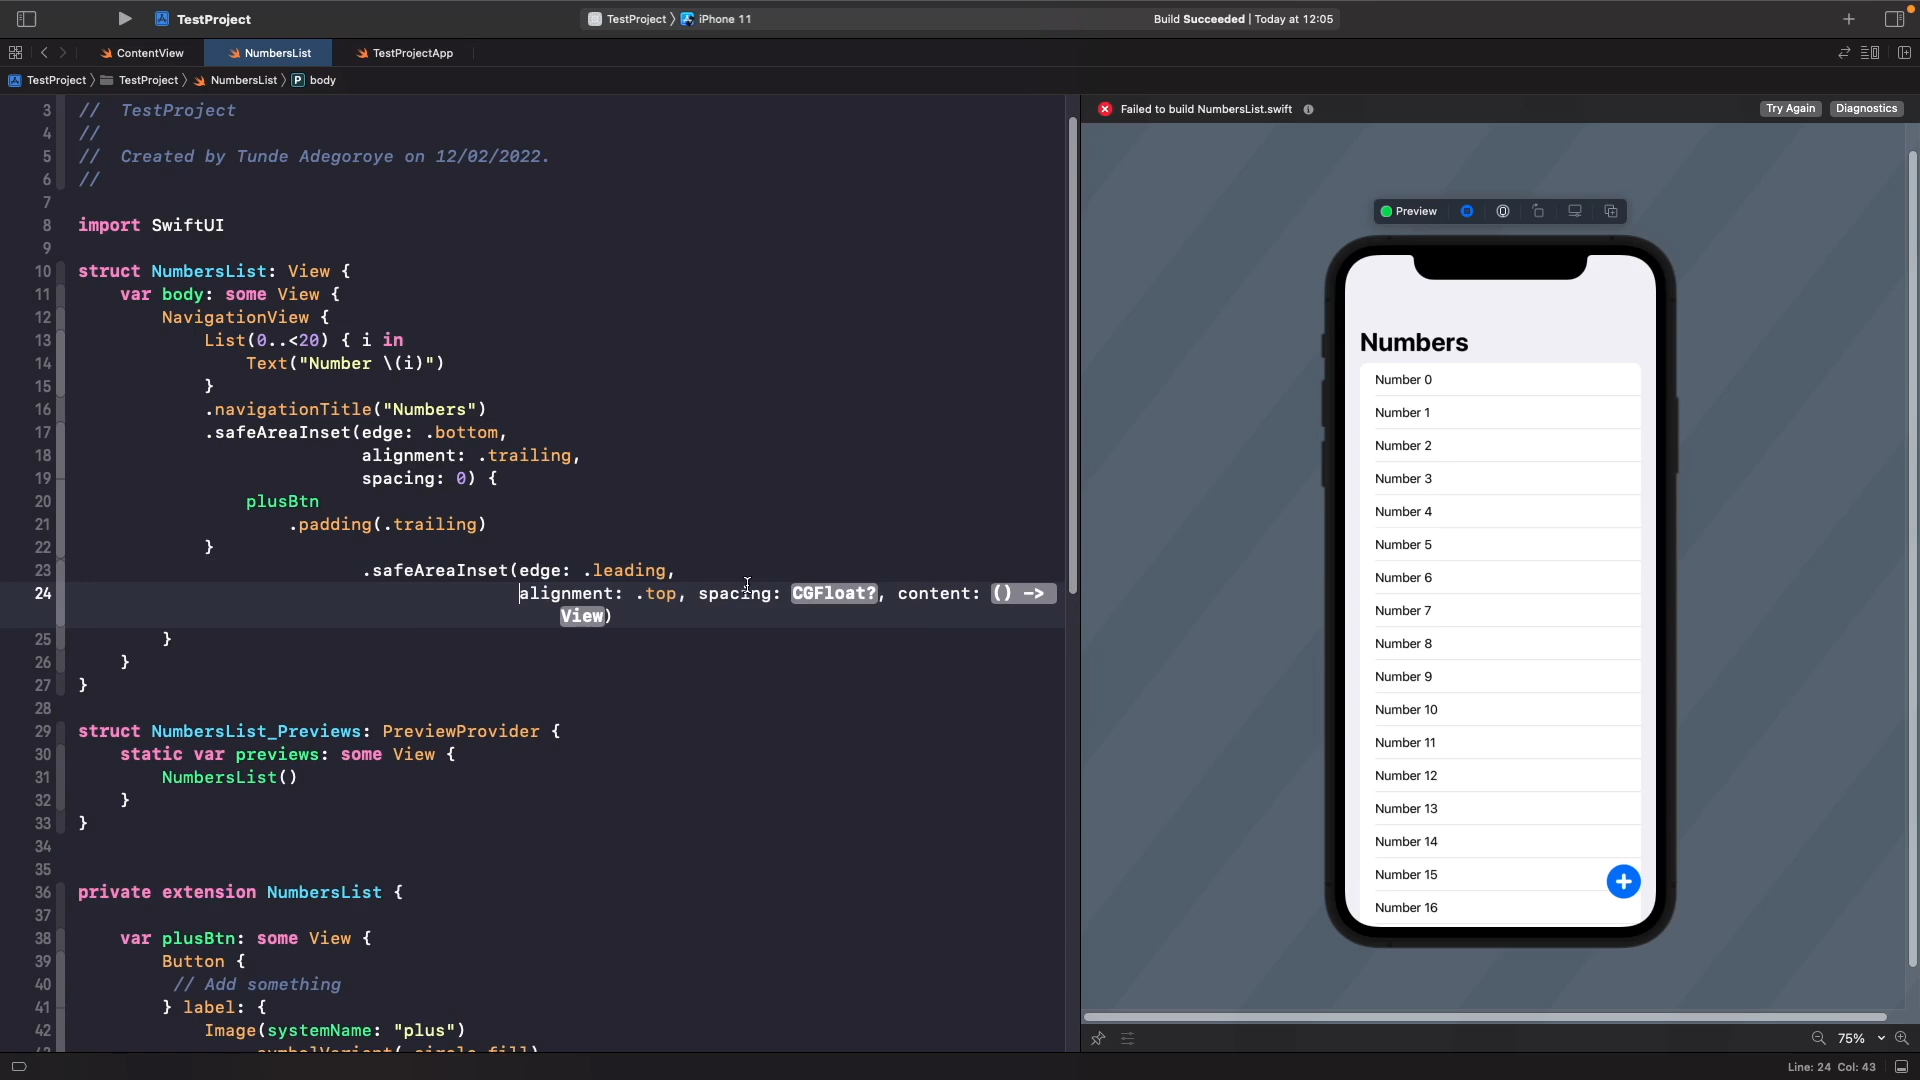 TestProject
TestProject 〉 iPhone 11
Build Succeeded | Today at 12:05
ContentView
NumbersList
TestProjectApp
TestProject 〉 TestProject 〉 NumbersList 〉 P body
3 //  TestProject
4 //
5 //  Created by Tunde Adegoroye on 12/02/2022.
6 //
7
8 import SwiftUI
9
10 struct NumbersList: View {
11 var body: some View {
12 NavigationView {
13 List(0..<20) { i in
14 Text("Number \(i)")
15 }
16 .navigationTitle("Numbers")
17 .safeAreaInset(edge: .bottom,
18 alignment: .trailing,
19 spacing: 0) {
20 plusBtn
21 .padding(.trailing)
22 }
23 .safeAreaInset(edge: .leading,
24 alignment: .top, spacing: CGFloat?, content: () ->
View)
25 }
26 }
27 }
28
29 struct NumbersList_Previews: PreviewProvider {
30 static var previews: some View {
31 NumbersList()
32 }
33 }
34
35
36 private extension NumbersList {
37
38 var plusBtn: some View {
39 Button {
40 // Add something
41 } label: {
42 Image(systemName: "plus")
Failed to build NumbersList.swift
Try Again
Diagnostics
Preview
Numbers
Number 0
Number 1
Number 2
Number 3
Number 4
Number 5
Number 6
Number 7
Number 8
Number 9
Number 10
Number 11
Number 12
Number 13
Number 14
Number 15
Number 16
75%
Line: 24 Col: 43